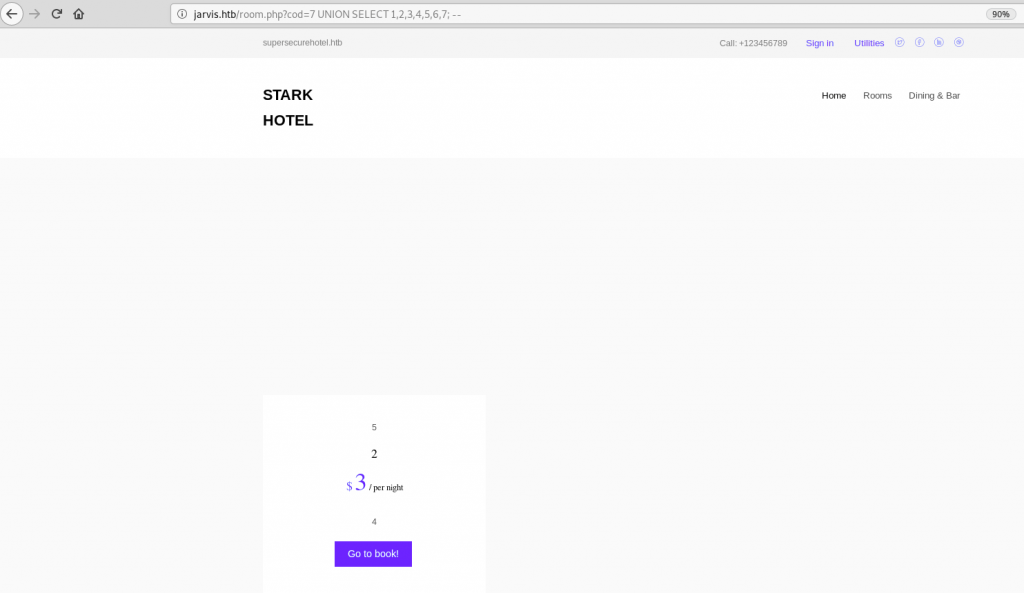 jarvis.htb/room.php?cod=7 UNION SELECT 1,2,3,4,5,6,7; -- 90%
supersecurehotel.htb Call: +123456789 Sign in Utilities
STARK
HOTEL
Home Rooms Dining & Bar
5
2
$ 3 / per night
4
Go to book!